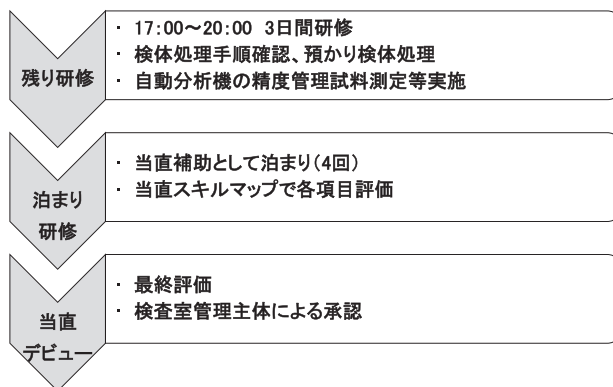 残り研修
・ 17:00～20:00 3日間研修
・ 検体処理手順確認、預かり検体処理
・ 自動分析機の精度管理試料測定等実施
泊まり
研修
・ 当直補助として泊まり(4回)
・ 当直スキルマップで各項目評価
当直
デビュー
・ 最終評価
・ 検査室管理主体による承認